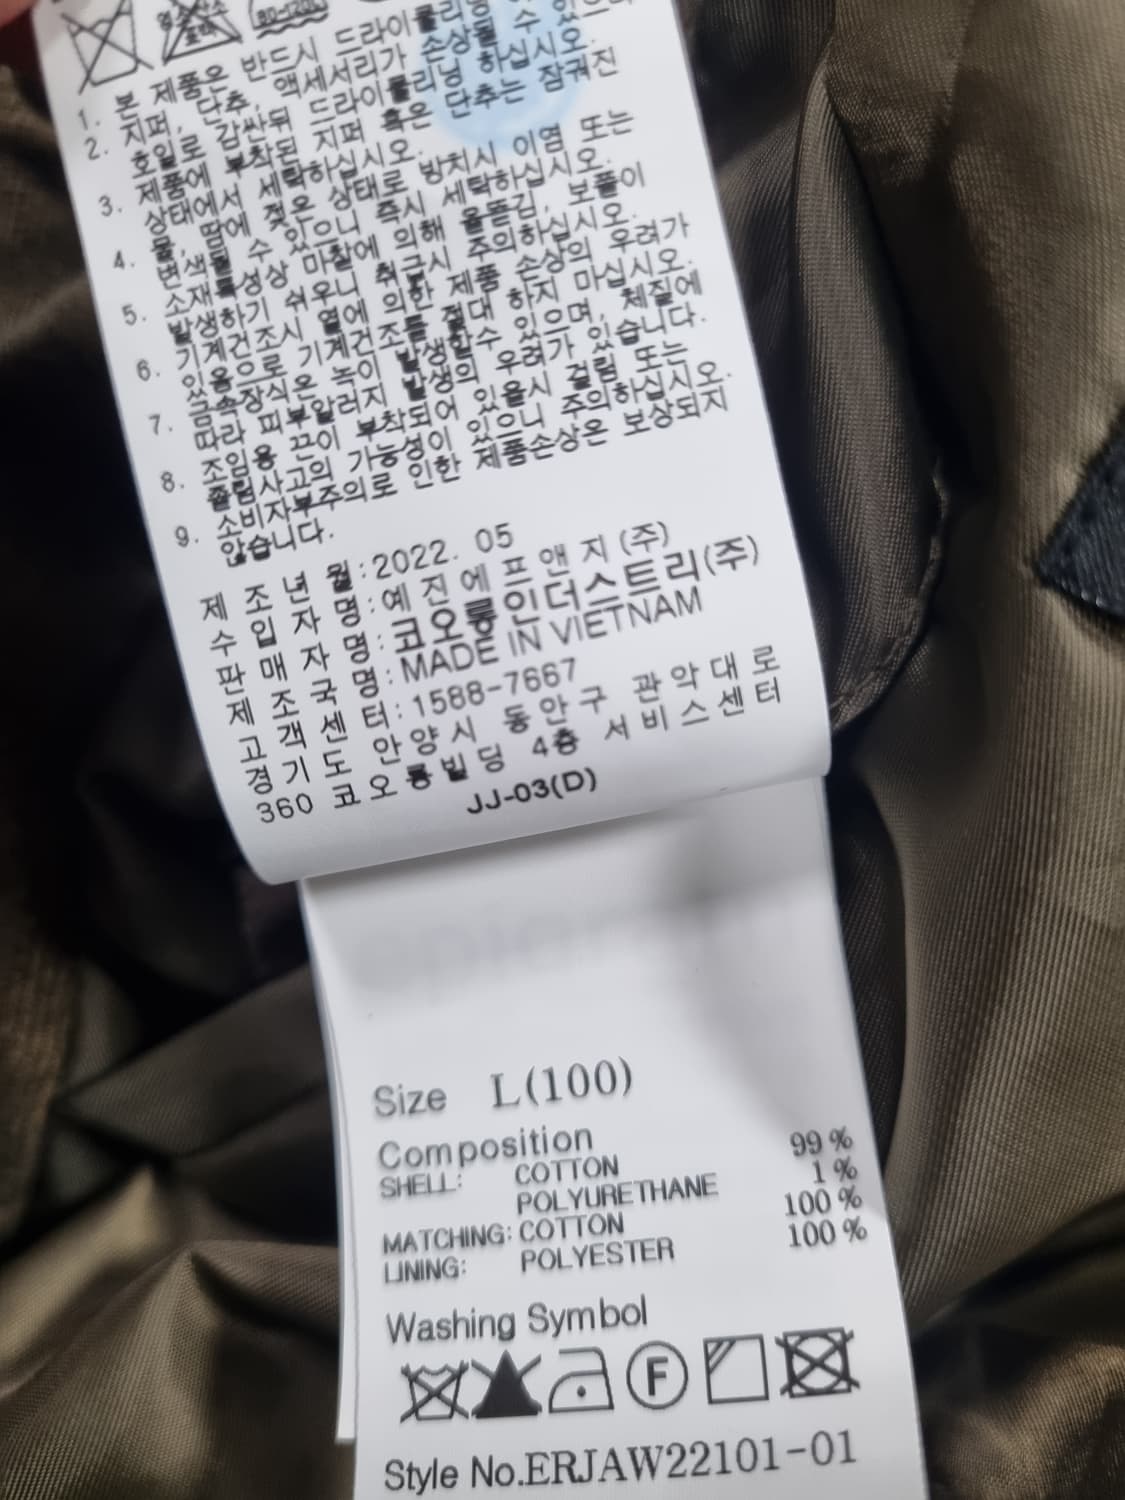 염소산소
표백
80-120℃
1. 본 제품은 반드시 드라이클리닝
2. 지퍼, 단추, 액세서리가 손상될 수 있으
호일로 감싼뒤 드라이클리닝 하십시오.
3. 제품에 부착된 지퍼 혹은 단추는 잠궈진
상태에서 세탁하십시오.
4. 물, 땀에 젖은 상태로 방치시 이염 또는
변색될 수 있으니 즉시 세탁하십시오.
5. 소재특성상 마찰에 의해 올뜯김, 보풀이
발생하기 쉬우니 취급시 주의하십시오.
6. 기계건조시 열에 의한 제품 손상의 우려가
있음으로 기계건조를 절대 하지 마십시오.
7. 금속장식은 녹이 발생할수 있으며, 체질에
따라 피부알러지 발생의 우려가 있습니다.
8. 조임용 끈이 부착되어 있을시 걸림 또는
쫄림사고의 가능성이 있으니 주의하십시오.
9. 소비자부주의로 인한 제품손상은 보상되지
않습니다.
제 조 년 월:2022. 05
수 입 자 명:예 진 에 프 앤 지 (주)
판 매 자 명:코오롱인더스트리(주)
제 조 국 명:MADE IN VIETNAM
고 객 센 터:1588-7667
경 기 도 안 양 시 동 안 구 관 악 대 로
360 코 오 롱 빌 딩 4층 서 비 스 센 터
JJ-03(D)
Size L(100)
Composition
SHELL: COTTON 99 %
POLYURETHANE 1 %
MATCHING: COTTON 100 %
LINING: POLYESTER 100 %
Washing Symbol
F
Style No.ERJAW22101-01